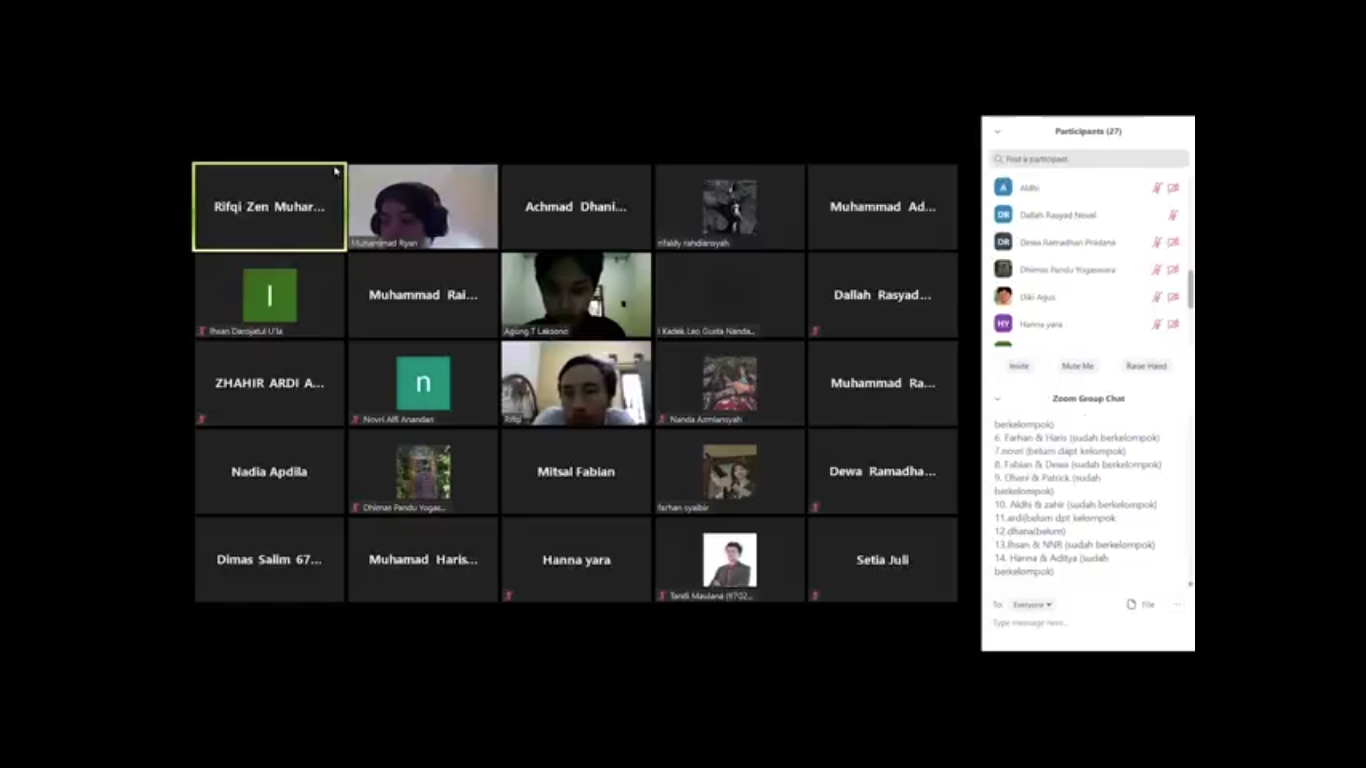 Rifqi Zen Muhar...
Muhammad Ryan
Achmad Dhani...
rifaldy rahdiansyah
Muhammad Ad...
I
Ihsan Darojatul U'la
Muhammad Rai...
Agung T Laksono
I Kadek Leo Gusta Nanda...
Dallah Rasyad...
ZHAHIR ARDI A...
n
Novri Alfi Anandan
Rifqi
Nanda Azmiansyah
Muhammad Ra...
Nadia Apdila
Dhimas Pandu Yogas...
Mitsal Fabian
farhan syaibir
Dewa Ramadha...
Dimas Salim 67...
Muhamad Haris...
Hanna yara
Tandi Maulana (6702...
Setia Juli
Participants (27)
Find a participant
A Aldhi
DR Dallah Rasyad Noval
DR Dewa Ramadhan Pradana
Dhimas Pandu Yogaswara
Diki Agus
HY Hanna yara
Invite Mute Me Raise Hand
Zoom Group Chat
berkelompok)
6. Farhan & Haris (sudah berkelompok)
7.novri (belum dapt kelompok)
8. Fabian & Dewa (sudah berkelompok)
9. Dhani & Patrick (sudah
berkelompok)
10. Aldhi & zahir (sudah berkelompok)
11.ardi(belum dpt kelompok
12.dhana(belum)
13.Ihsan & NNR (sudah berkelompok)
14. Hanna & Aditya (sudah
berkelompok)
To: Everyone File ...
Type message here...